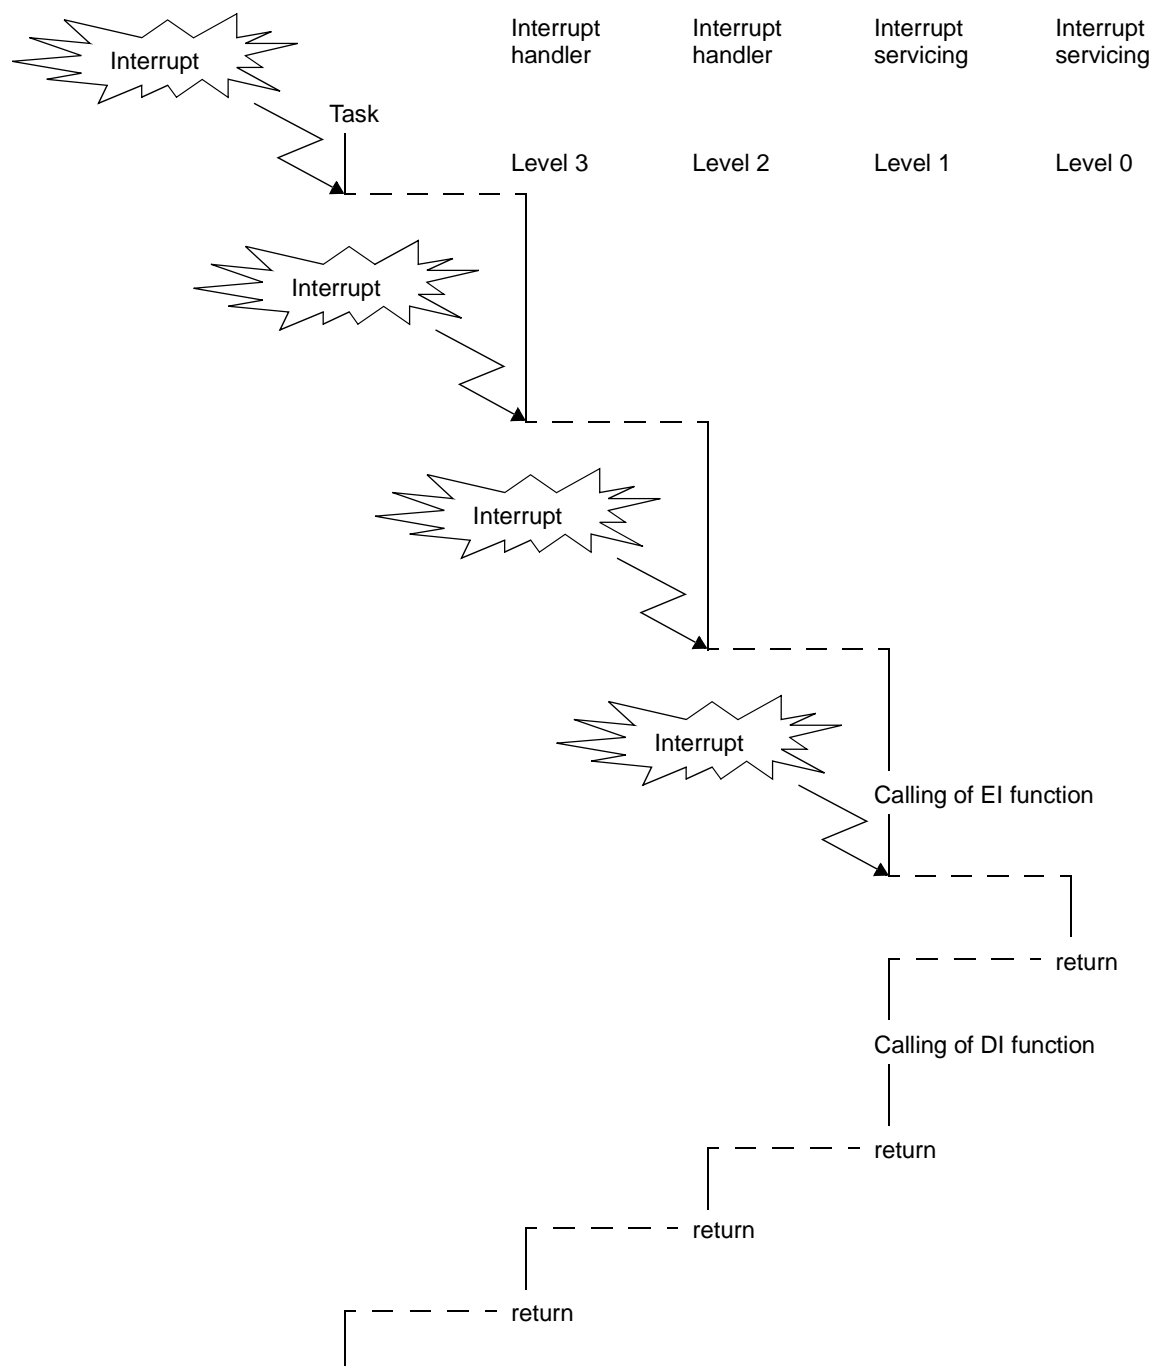 Interrupt
Interrupt
handler
Interrupt
handler
Interrupt
servicing
Interrupt
servicing
Task
Level 3
Level 2
Level 1
Level 0
Interrupt
Interrupt
Interrupt
Calling of EI function
return
Calling of DI function
return
return
return